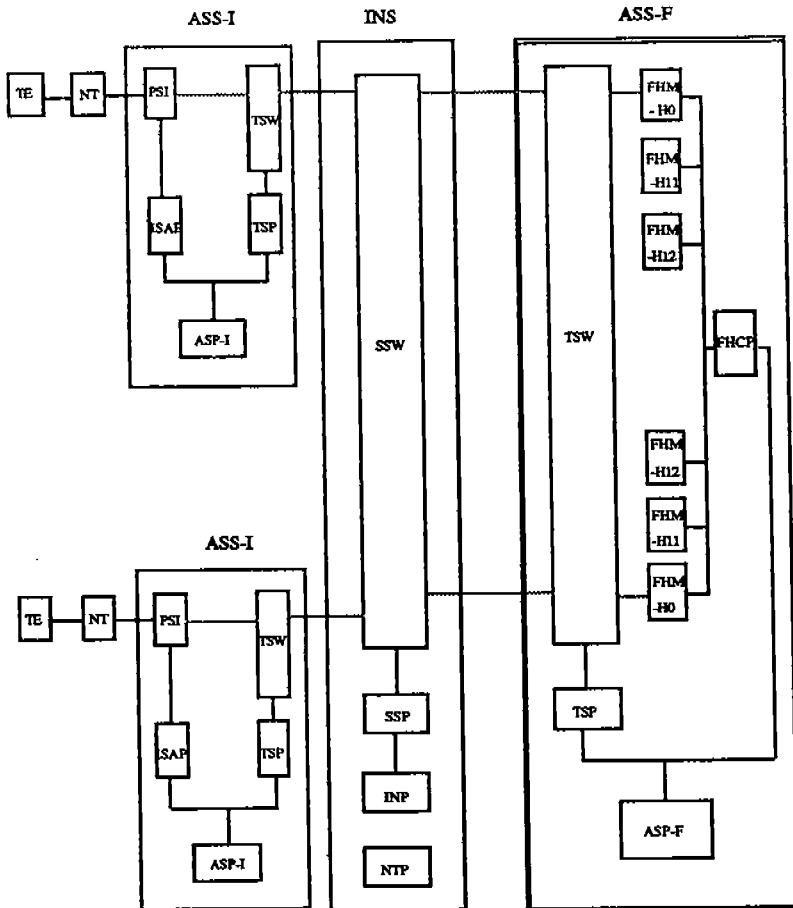 ASS-I
INS
ASS-F
TE
NT
PSI
TSW
SSW
TSW
FHM
- H0
FHM
-H11
FHM
-H12
ISAP
TSP
ASP-I
FHCP
FHM
-H12
FHM
-H11
FHM
-H0
ASS-I
TE
NT
PSI
TSW
ISAP
TSP
ASP-I
SSP
INP
NTP
TSP
ASP-F